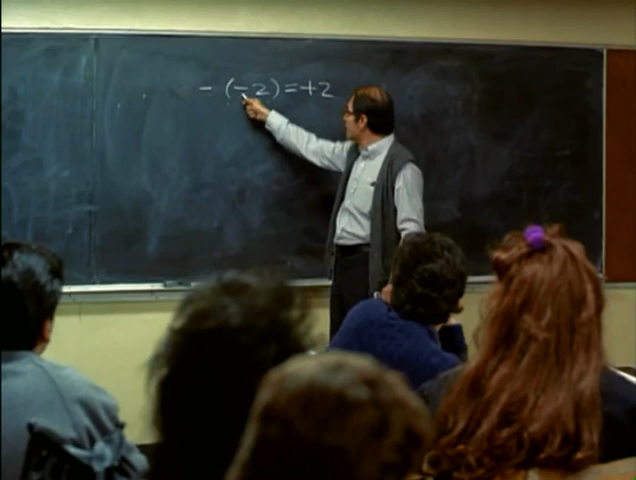 - (-2) = +2